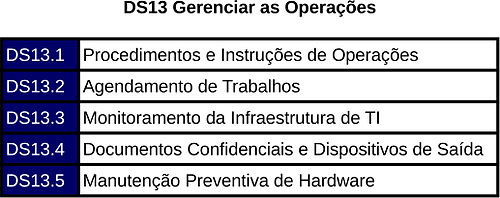 DS13 Gerenciar as Operações
DS13.1 Procedimentos e Instruções de Operações
DS13.2 Agendamento de Trabalhos
DS13.3 Monitoramento da Infraestrutura de TI
DS13.4 Documentos Confidenciais e Dispositivos de Saída
DS13.5 Manutenção Preventiva de Hardware